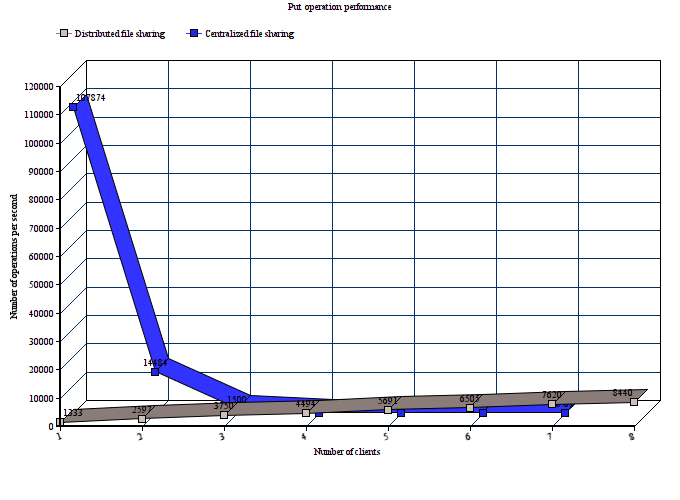 Put operation performance
Distributed file sharing Centralized file sharing
120000
110000
100000
90000
80000
70000
60000
50000
40000
30000
20000
10000
0
Number of operations per second
107874
14484
1500
1333 2597 3750 4494 5691 6503 7620 8440
1 2 3 4 5 6 7 8
Number of clients